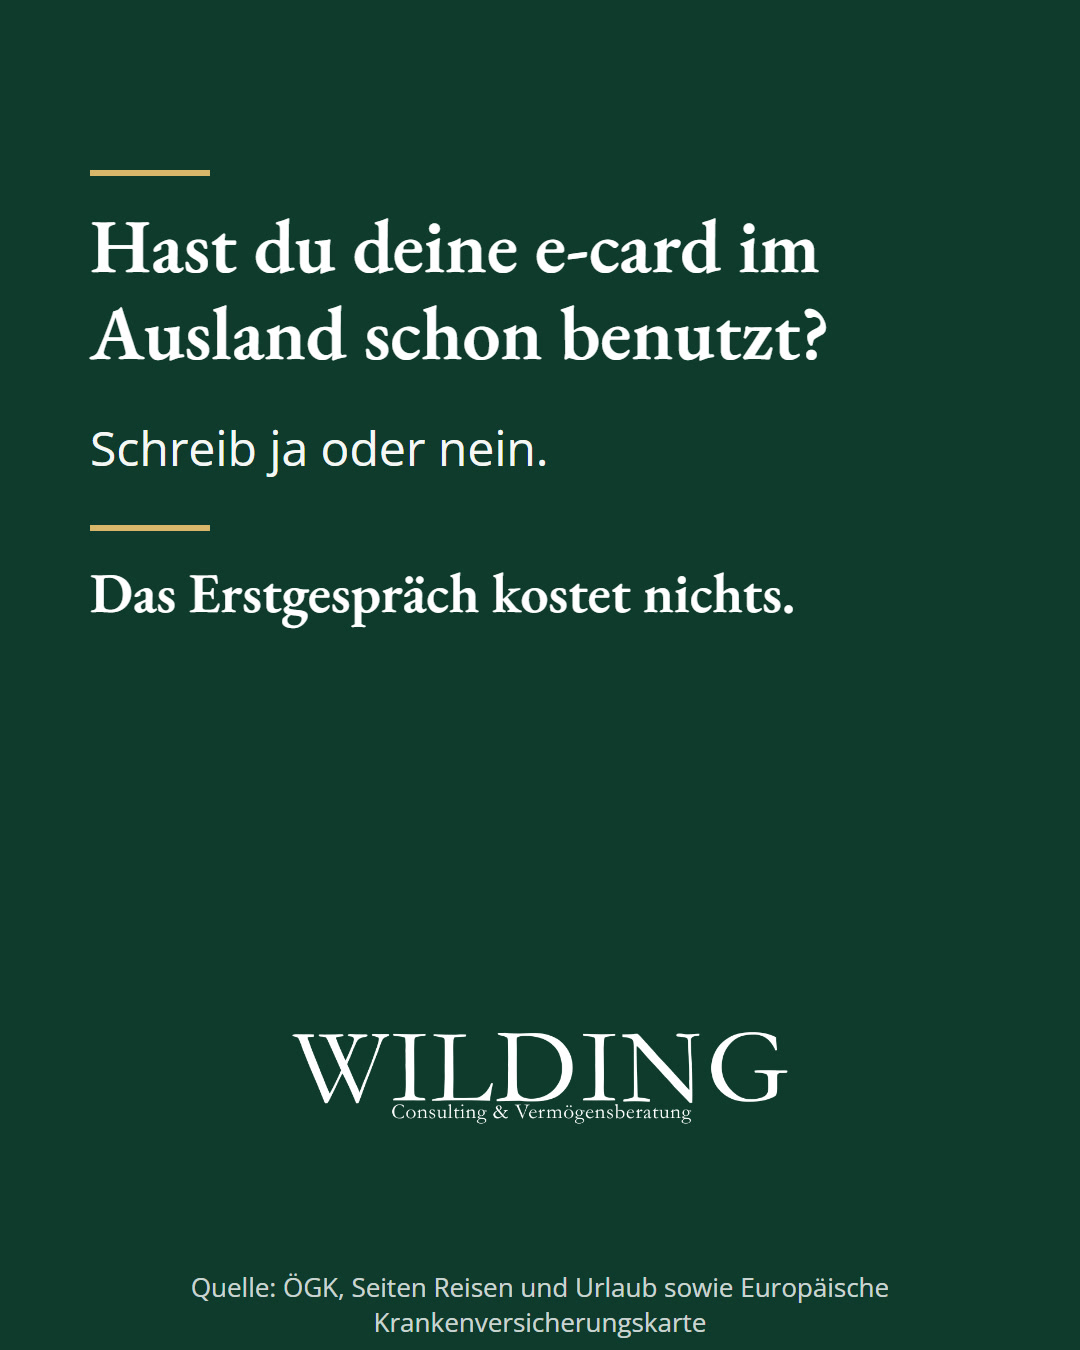 Hast du deine e-card im
Ausland schon benutzt?
Schreib ja oder nein.
Das Erstgespräch kostet nichts.
WILDING
Consulting & Vermögensberatung
Quelle: ÖGK, Seiten Reisen und Urlaub sowie Europäische
Krankenversicherungskarte